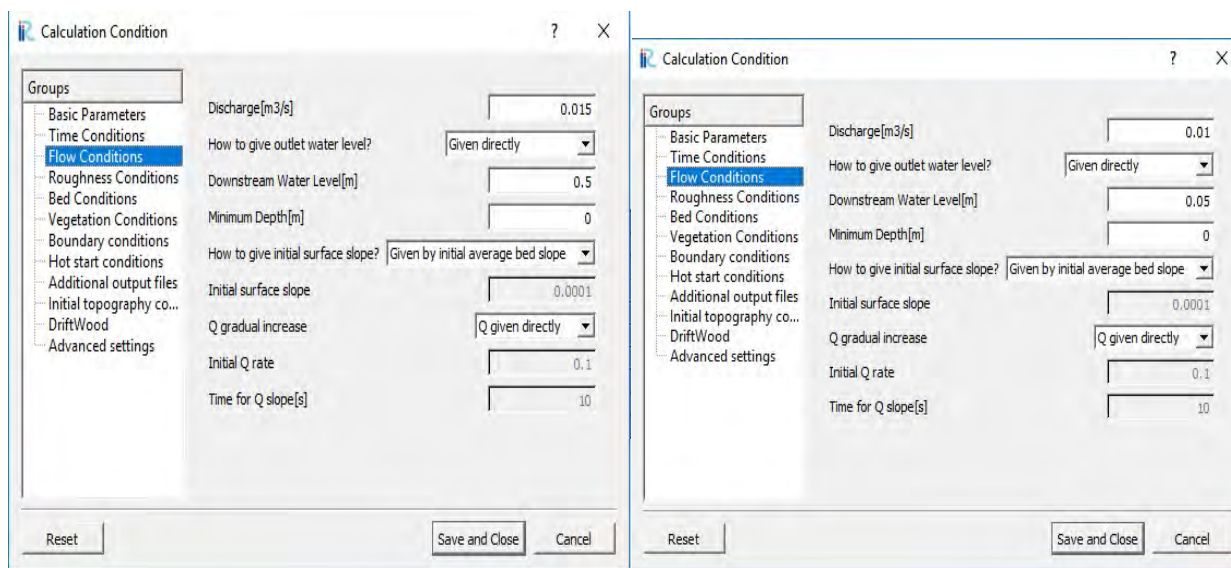 Calculation Condition ? X
Groups
Basic Parameters
Time Conditions
Flow Conditions
Roughness Conditions
Bed Conditions
Vegetation Conditions
Boundary conditions
Hot start conditions
Additional output files
Initial topography co...
DriftWood
Advanced settings
Discharge[m3/s] 0.015
How to give outlet water level? Given directly
Downstream Water Level[m] 0.5
Minimum Depth[m] 0
How to give initial surface slope? Given by initial average bed slope
Initial surface slope 0.0001
Q gradual increase Q given directly
Initial Q rate 0.1
Time for Q slope[s] 10
Reset Save and Close Cancel
Calculation Condition ? X
Groups
Basic Parameters
Time Conditions
Flow Conditions
Roughness Conditions
Bed Conditions
Vegetation Conditions
Boundary conditions
Hot start conditions
Additional output files
Initial topography co...
DriftWood
Advanced settings
Discharge[m3/s] 0.01
How to give outlet water level? Given directly
Downstream Water Level[m] 0.05
Minimum Depth[m] 0
How to give initial surface slope? Given by initial average bed slope
Initial surface slope 0.0001
Q gradual increase Q given directly
Initial Q rate 0.1
Time for Q slope[s] 10
Reset Save and Close Cancel